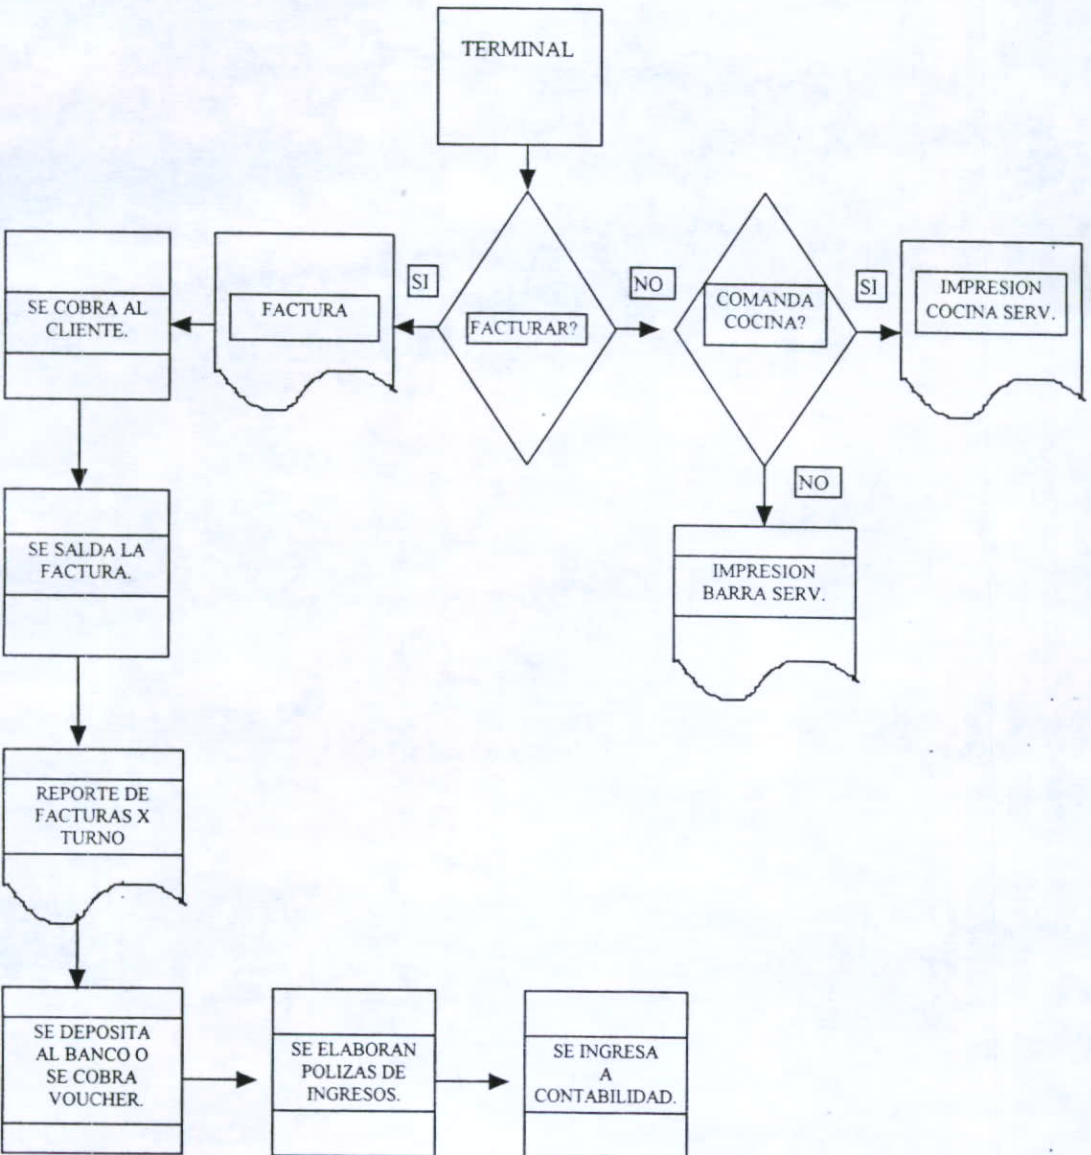 TERMINAL
SE COBRA AL
CLIENTE.
FACTURA
SI
FACTURAR?
NO
COMANDA
COCINA?
SI
IMPRESION
COCINA SERV.
NO
IMPRESION
BARRA SERV.
SE SALDA LA
FACTURA.
REPORTE DE
FACTURAS X
TURNO
SE DEPOSITA
AL BANCO O
SE COBRA
VOUCHER.
SE ELABORAN
POLIZAS DE
INGRESOS.
SE INGRESA
A
CONTABILIDAD.